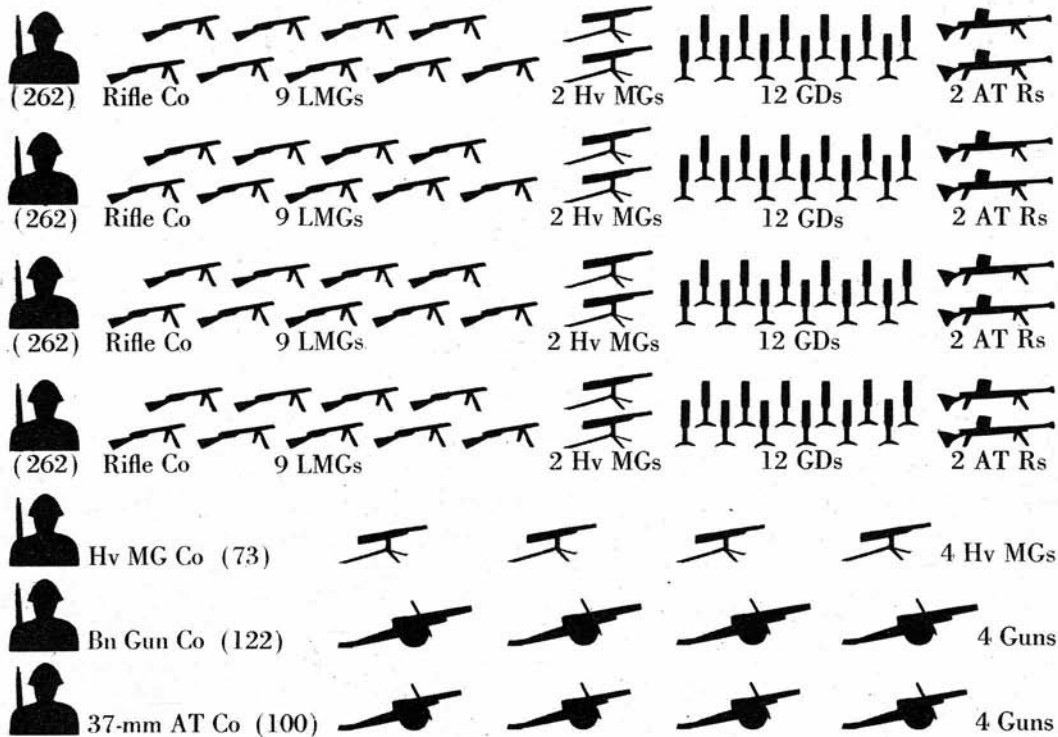 (262) Rifle Co 9 LMGs 2 Hv MGs 12 GDs 2 AT Rs
(262) Rifle Co 9 LMGs 2 Hv MGs 12 GDs 2 AT Rs
(262) Rifle Co 9 LMGs 2 Hv MGs 12 GDs 2 AT Rs
(262) Rifle Co 9 LMGs 2 Hv MGs 12 GDs 2 AT Rs
Hv MG Co (73) 4 Hv MGs
Bn Gun Co (122) 4 Guns
37-mm AT Co (100) 4 Guns